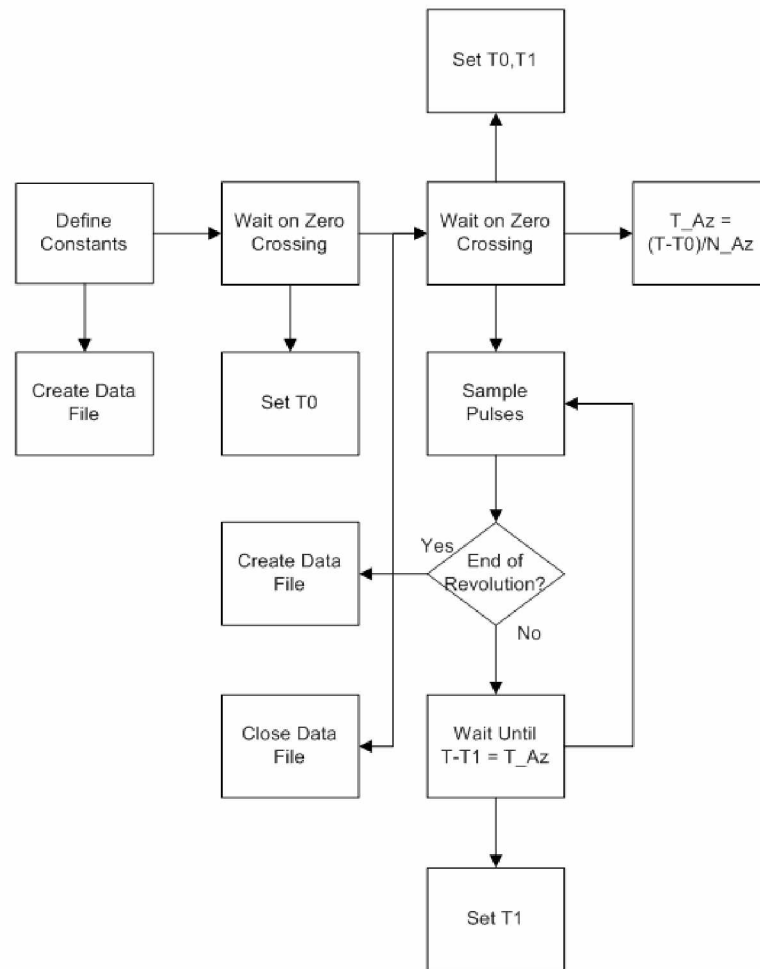 Set T0,T1
Define
Constants
Wait on Zero
Crossing
Wait on Zero
Crossing
T_Az =
(T-T0)/N_Az
Create Data
File
Set T0
Sample
Pulses
Create Data
File
Yes
End of
Revolution?
No
Close Data
File
Wait Until
T-T1 = T_Az
Set T1